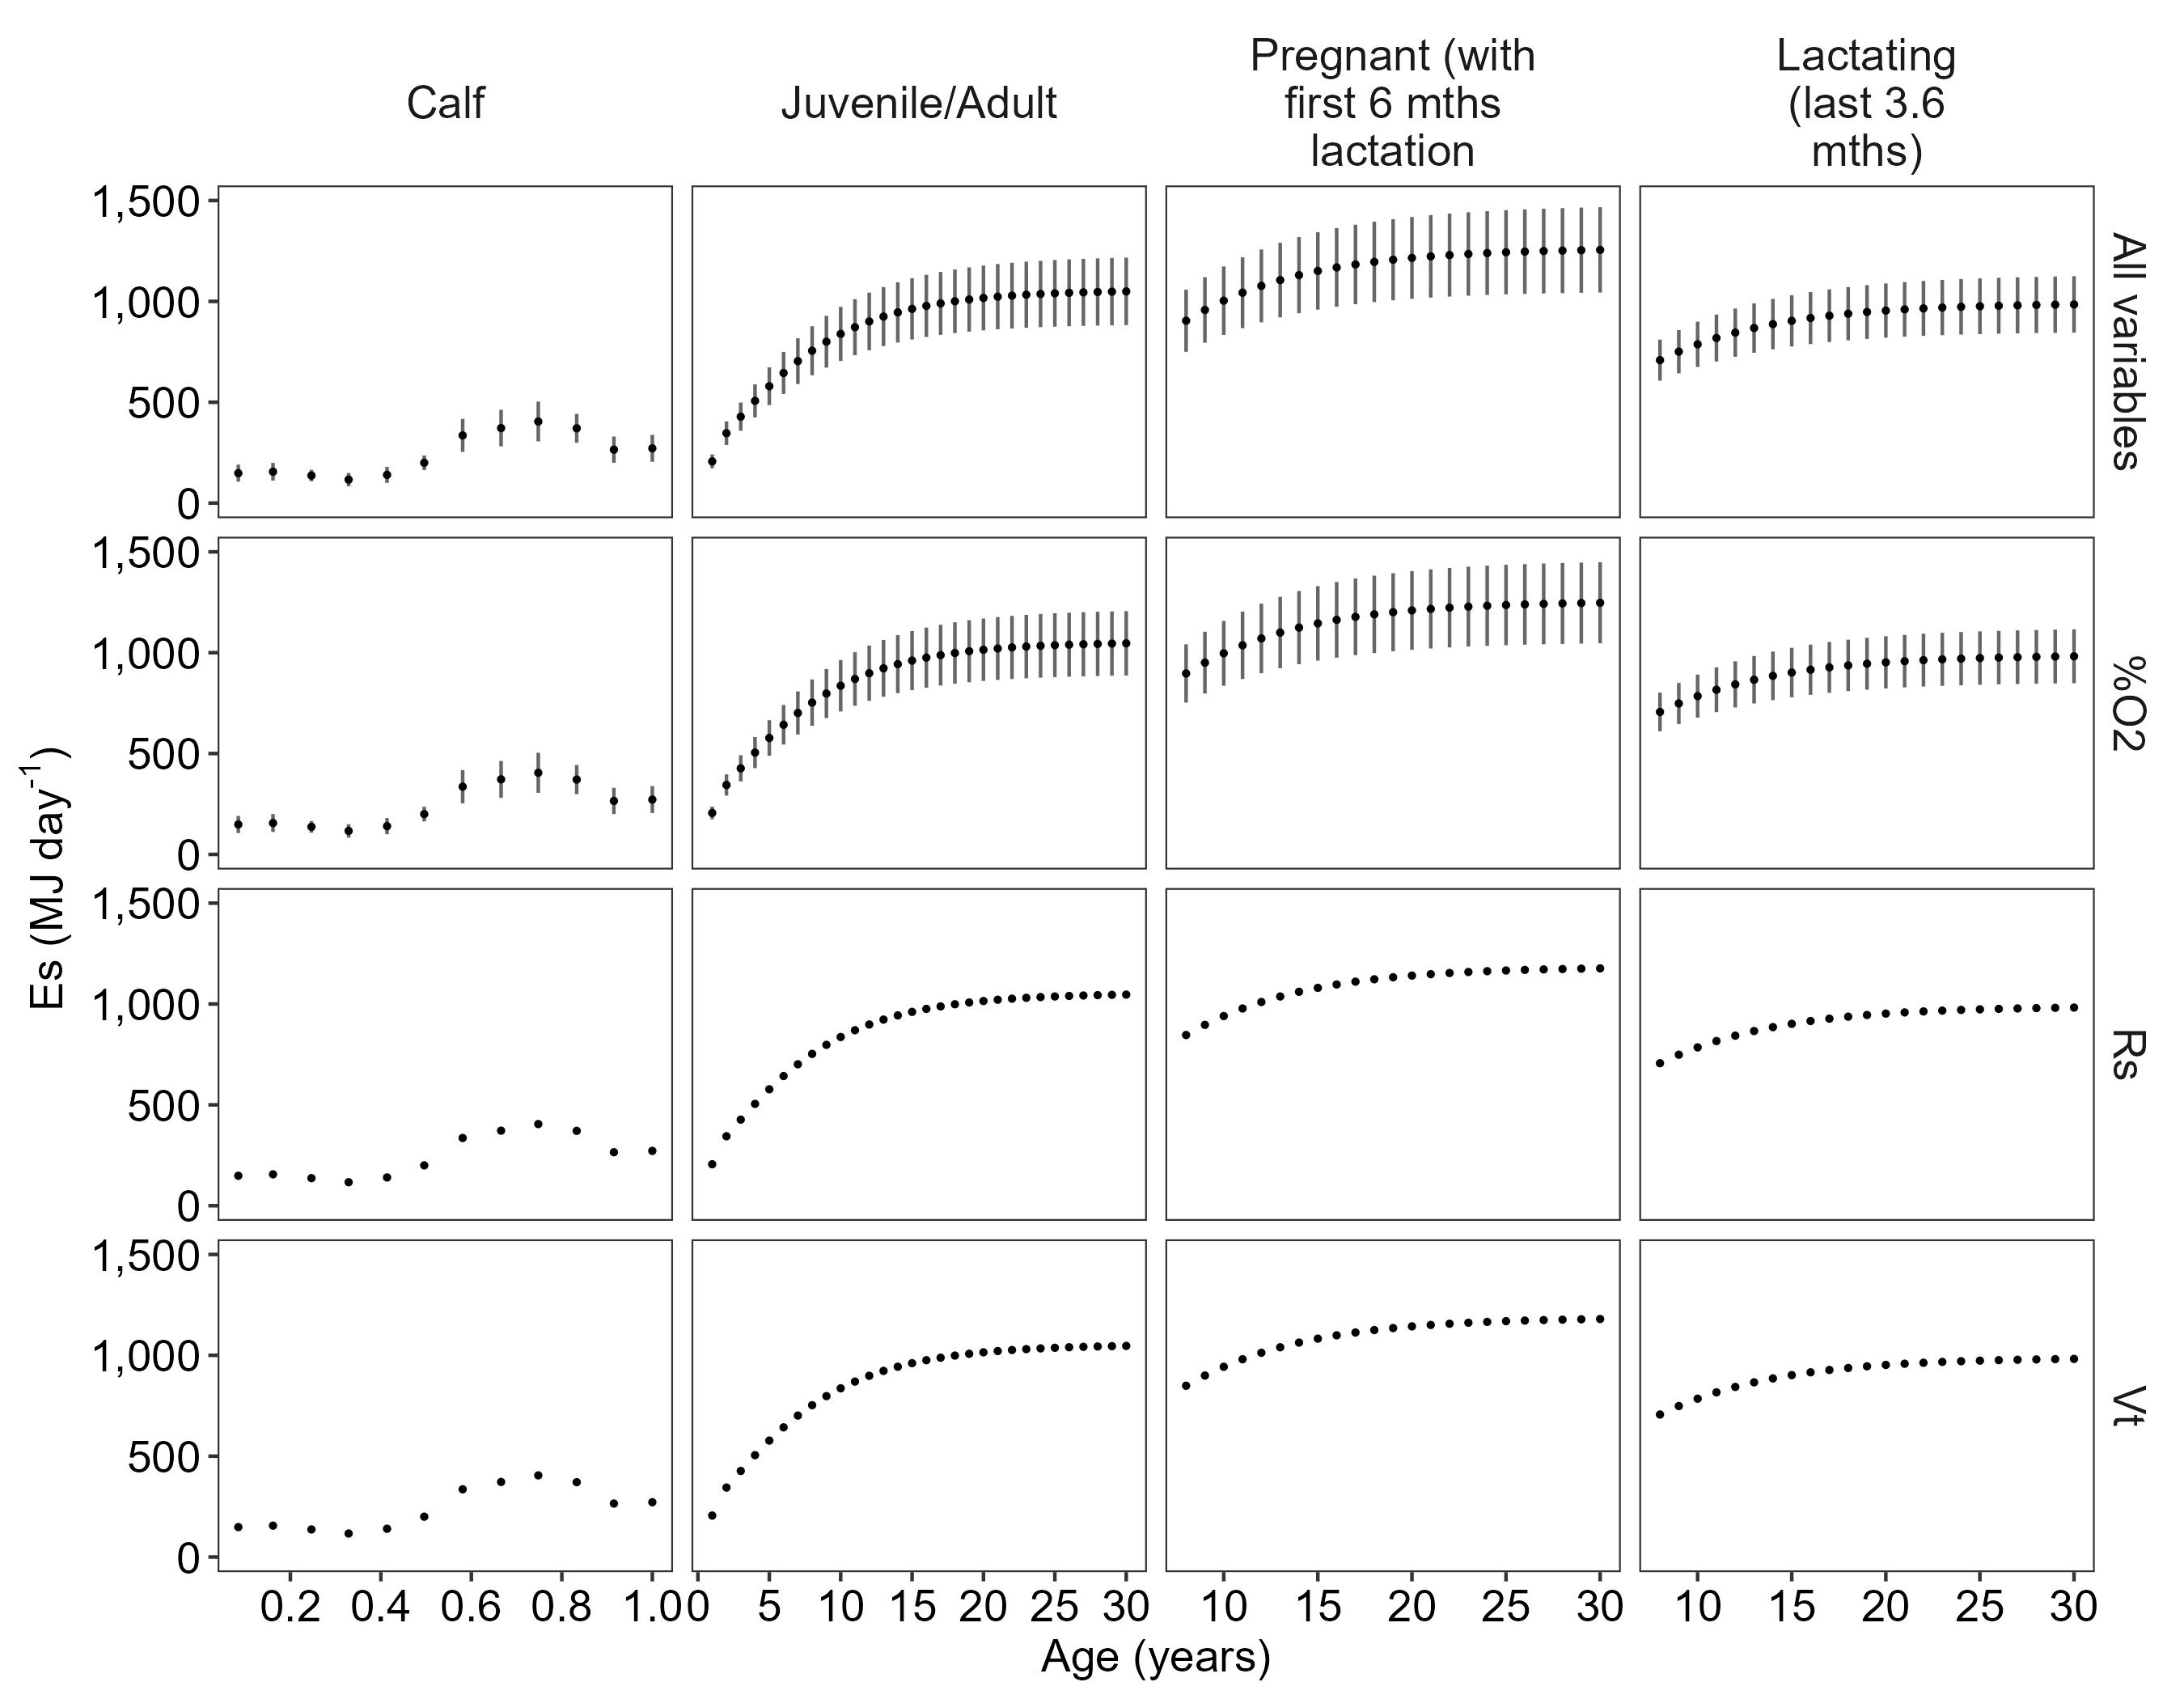 Calf
Juvenile/Adult
Pregnant (with
first 6 mths
lactation
Lactating
(last 3.6
mths)
1,500
1,000
500
0
All variables
1,500
1,000
500
0
%O2
1,500
1,000
500
0
Rs
1,500
1,000
500
0
Vt
Es (MJ day-1)
0.2 0.4 0.6 0.8 1.0
0 5 10 15 20 25 30
10 15 20 25 30
10 15 20 25 30
Age (years)